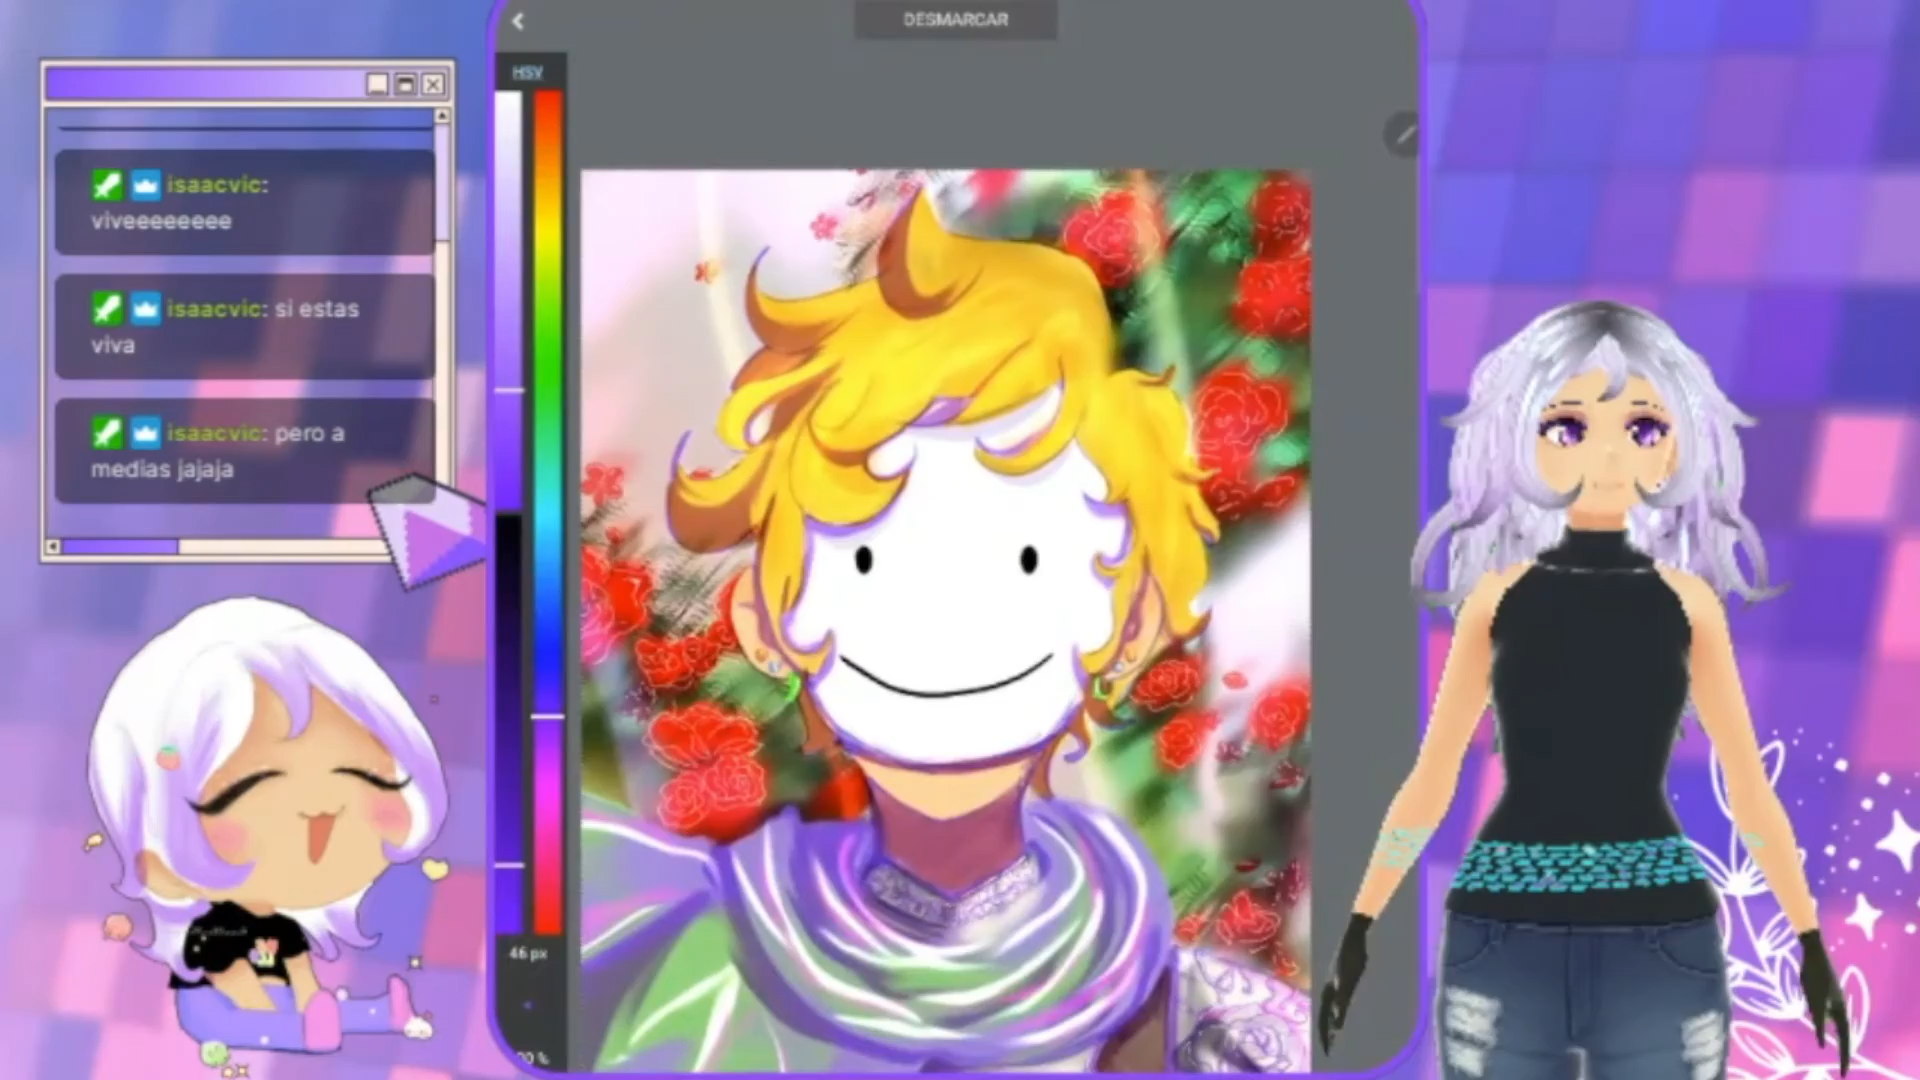 DESMARCAR
HSV
isaacvic:
viveeeeeeee
isaacvic: si estas
viva
isaacvic: pero a
medias jajaja
46 px